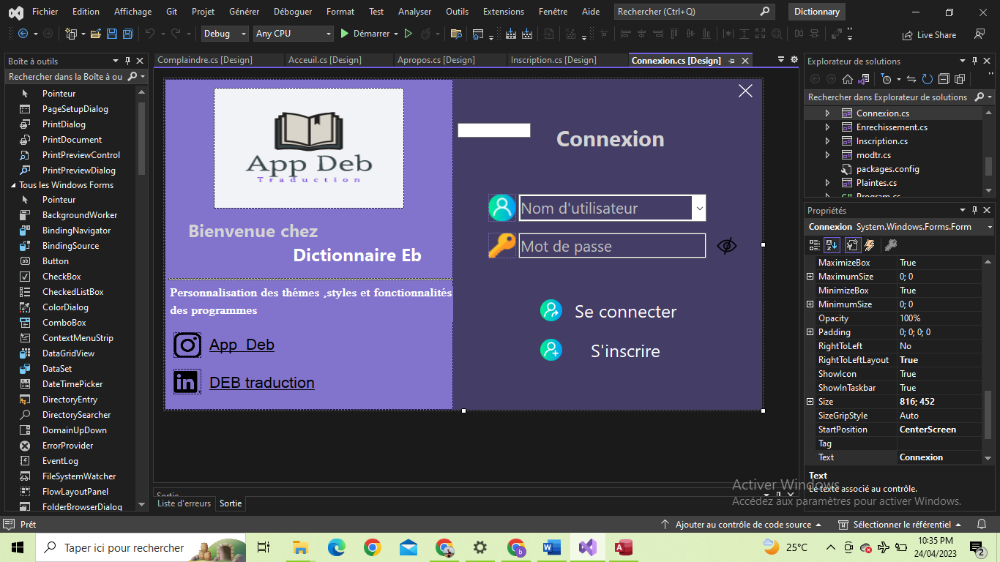 Fichier Edition Affichage Git Projet Générer Déboguer Format Test Analyser Outils Extensions Fenêtre Aide Rechercher (Ctrl+Q) Dictionnary
Debug Any CPU Démarrer Live Share
Boîte à outils
Rechercher dans la Boîte à ou
Pointeur
PageSetupDialog
PrintDialog
PrintDocument
PrintPreviewControl
PrintPreviewDialog
Tous les Windows Forms
Pointeur
BackgroundWorker
BindingNavigator
BindingSource
Button
CheckBox
CheckedListBox
ColorDialog
ComboBox
ContextMenuStrip
DataGridView
DataSet
DateTimePicker
DirectoryEntry
DirectorySearcher
DomainUpDown
ErrorProvider
EventLog
FileSystemWatcher
FlowLayoutPanel
FolderBrowserDialog
Complaindre.cs [Design] Acceuil.cs [Design] Apropos.cs [Design] Inscription.cs [Design] Connexion.cs [Design]
App Deb
Traduction
Bienvenue chez
Dictionnaire Eb
Personnalisation des thémes ,styles et fonctionnalités
des programmes
App_Deb
DEB traduction
Connexion
Nom d'utilisateur
Mot de passe
Se connecter
S'inscrire
Sortie
Liste d'erreurs Sortie
Explorateur de solutions
Rechercher dans Explorateur de solutions
Connexion.cs
Enrechissement.cs
Inscription.cs
modtr.cs
packages.config
Plaintes.cs
C# Program.cs
Propriétés
Connexion System.Windows.Forms.Form
MaximizeBox True
MaximumSize 0; 0
MinimizeBox True
MinimumSize 0; 0
Opacity 100%
Padding 0; 0; 0; 0
RightToLeft No
RightToLeftLayout True
ShowIcon True
ShowInTaskbar True
Size 816; 452
SizeGripStyle Auto
StartPosition CenterScreen
Tag
Text Connexion
Text
Le texte associé au contrôle.
Activer Windows
Accédez aux paramètres pour activer Windows.
Prêt Ajouter au contrôle de code source Sélectionner le référentiel
Taper ici pour rechercher 25°C 10:35 PM
24/04/2023 2